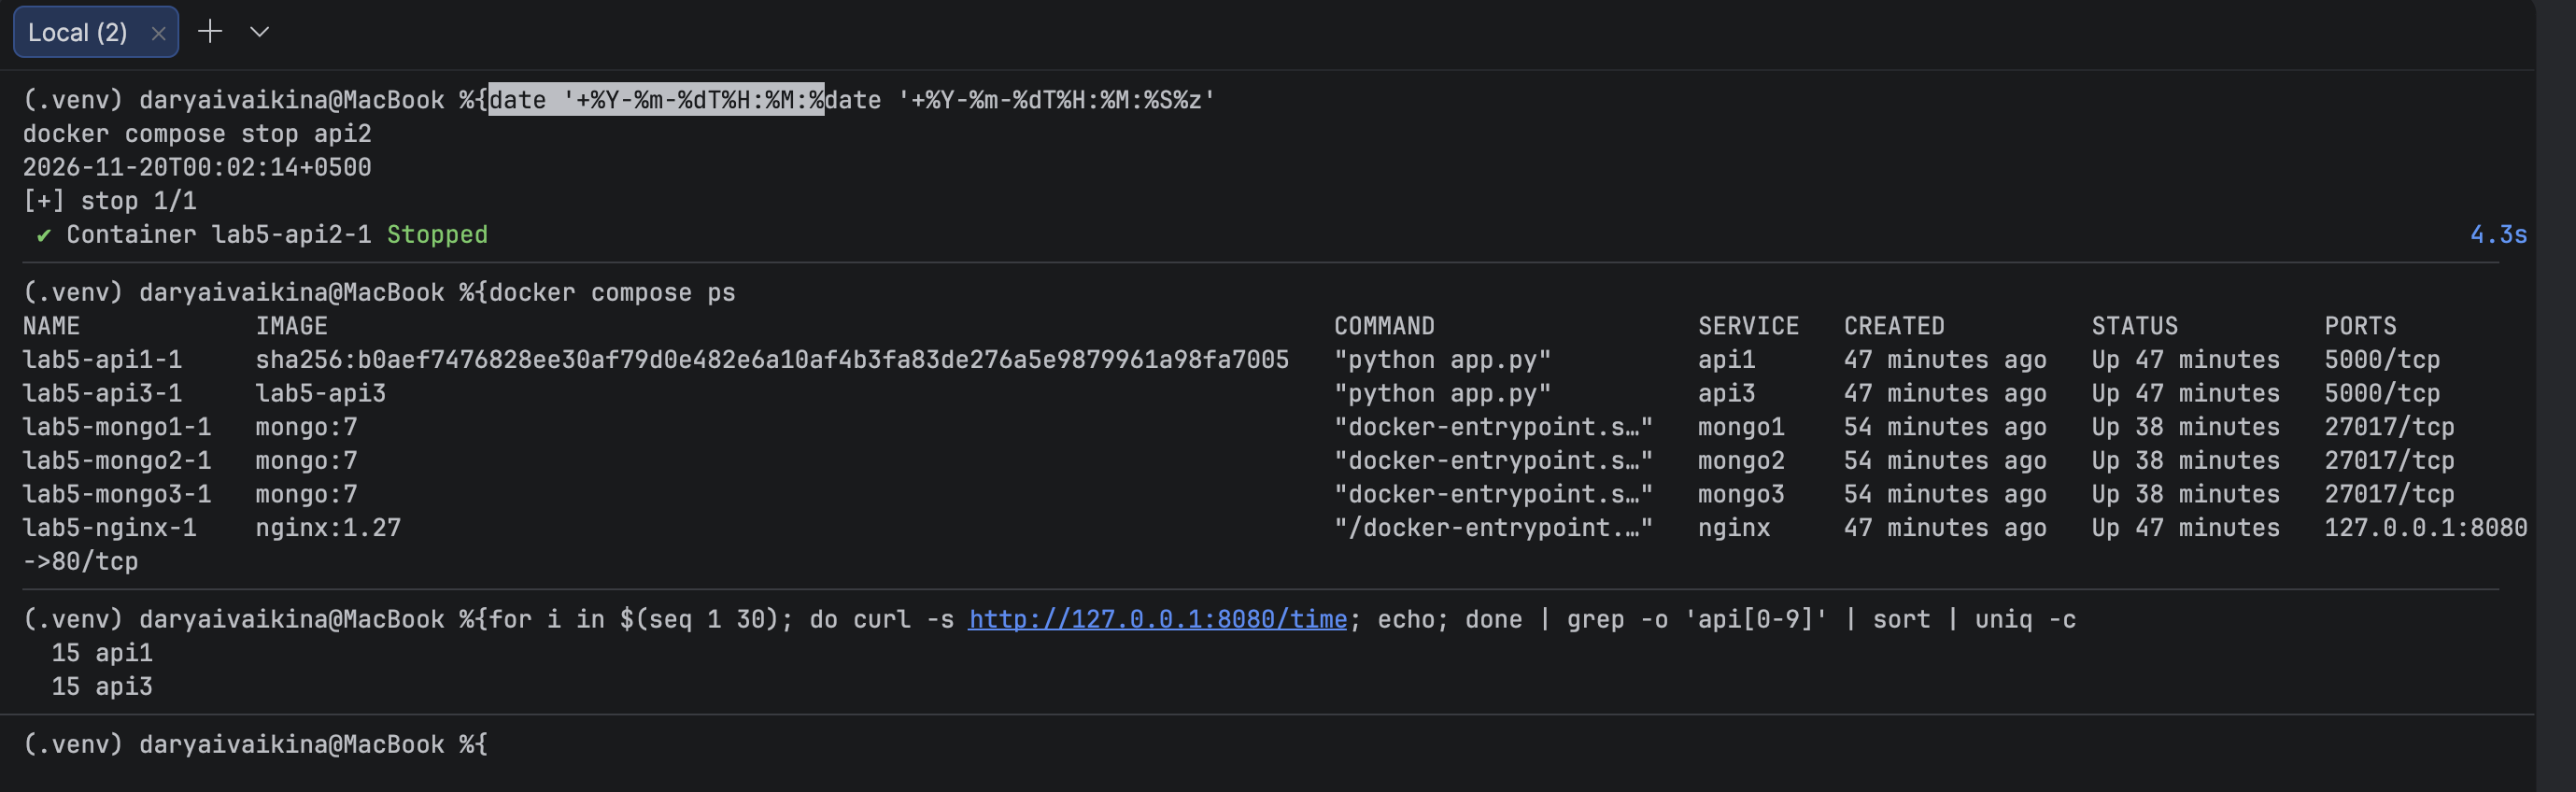 Local (2)
(.venv) daryaivaikina@MacBook %{date '+%Y-%m-%dT%H:%M:%date '+%Y-%m-%dT%H:%M:%S%z'
docker compose stop api2
2026-11-20T00:02:14+0500
[+] stop 1/1
✔ Container lab5-api2-1 Stopped 4.3s
(.venv) daryaivaikina@MacBook %{docker compose ps
NAME IMAGE COMMAND SERVICE CREATED STATUS PORTS
lab5-api1-1 sha256:b0aef7476828ee30af79d0e482e6a10af4b3fa83de276a5e9879961a98fa7005 "python app.py" api1 47 minutes ago Up 47 minutes 5000/tcp
lab5-api3-1 lab5-api3 "python app.py" api3 47 minutes ago Up 47 minutes 5000/tcp
lab5-mongo1-1 mongo:7 "docker-entrypoint.s…" mongo1 54 minutes ago Up 38 minutes 27017/tcp
lab5-mongo2-1 mongo:7 "docker-entrypoint.s…" mongo2 54 minutes ago Up 38 minutes 27017/tcp
lab5-mongo3-1 mongo:7 "docker-entrypoint.s…" mongo3 54 minutes ago Up 38 minutes 27017/tcp
lab5-nginx-1 nginx:1.27 "/docker-entrypoint.…" nginx 47 minutes ago Up 47 minutes 127.0.0.1:8080
->80/tcp
(.venv) daryaivaikina@MacBook %{for i in $(seq 1 30); do curl -s http://127.0.0.1:8080/time; echo; done | grep -o 'api[0-9]' | sort | uniq -c
15 api1
15 api3
(.venv) daryaivaikina@MacBook %{